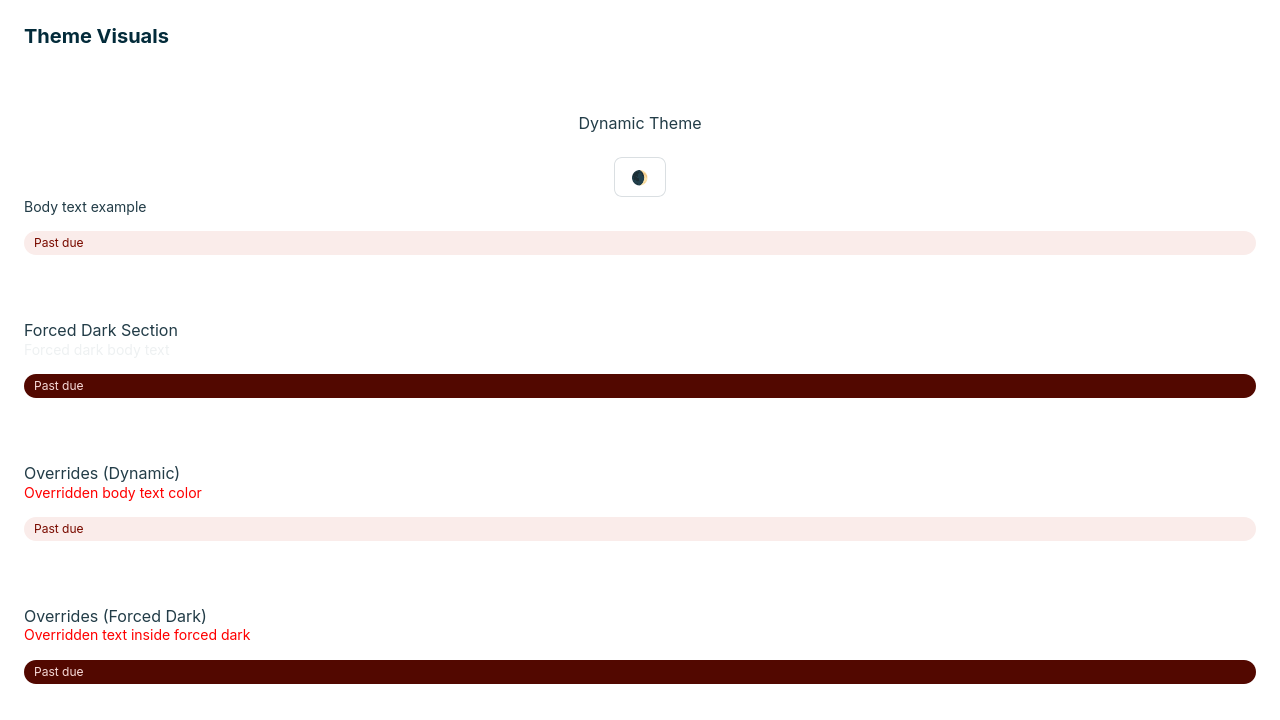 Theme Visuals
Dynamic Theme
Body text example
Past due
Forced Dark Section
Forced dark body text
Past due
Overrides (Dynamic)
Overridden body text color
Past due
Overrides (Forced Dark)
Overridden text inside forced dark
Past due